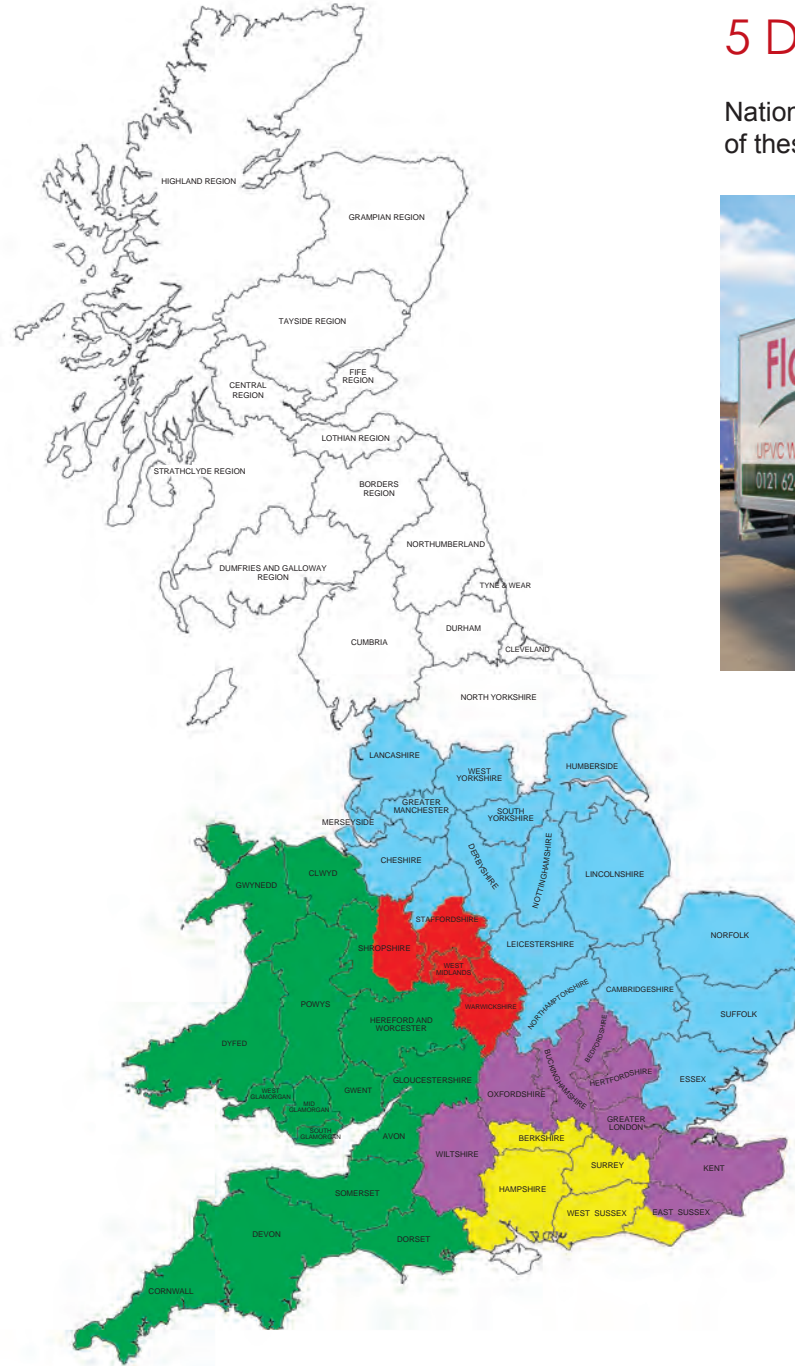 5 D
Nation
of thes
HIGHLAND REGION
GRAMPIAN REGION
TAYSIDE REGION
FIFE
REGION
CENTRAL
REGION
LOTHIAN REGION
STRATHCLYDE REGION
BORDERS
REGION
NORTHUMBERLAND
DUMFRIES AND GALLOWAY
REGION
TYNE & WEAR
DURHAM
CUMBRIA
CLEVELAND
NORTH YORKSHIRE
Flo
UPVC W
0121 62
LANCASHIRE
WEST
YORKSHIRE
HUMBERSIDE
GREATER
MANCHESTER
SOUTH
YORKSHIRE
MERSEYSIDE
CHESHIRE
DERBYSHIRE
NOTTINGHAMSHIRE
LINCOLNSHIRE
CLWYD
GWYNEDD
STAFFORDSHIRE
SHROPSHIRE
LEICESTERSHIRE
NORFOLK
WEST
MIDLANDS
POWYS
WARWICKSHIRE
NORTHAMPTONSHIRE
CAMBRIDGESHIRE
SUFFOLK
HEREFORD AND
WORCESTER
DYFED
BEDFORDSHIRE
BUCKINGHAMSHIRE
HERTFORDSHIRE
ESSEX
GLOUCESTERSHIRE
GWENT
WEST
GLAMORGAN
MID
GLAMORGAN
SOUTH
GLAMORGAN
OXFORDSHIRE
GREATER
LONDON
AVON
WILTSHIRE
BERKSHIRE
SURREY
KENT
SOMERSET
HAMPSHIRE
WEST SUSSEX
EAST SUSSEX
DEVON
DORSET
CORNWALL